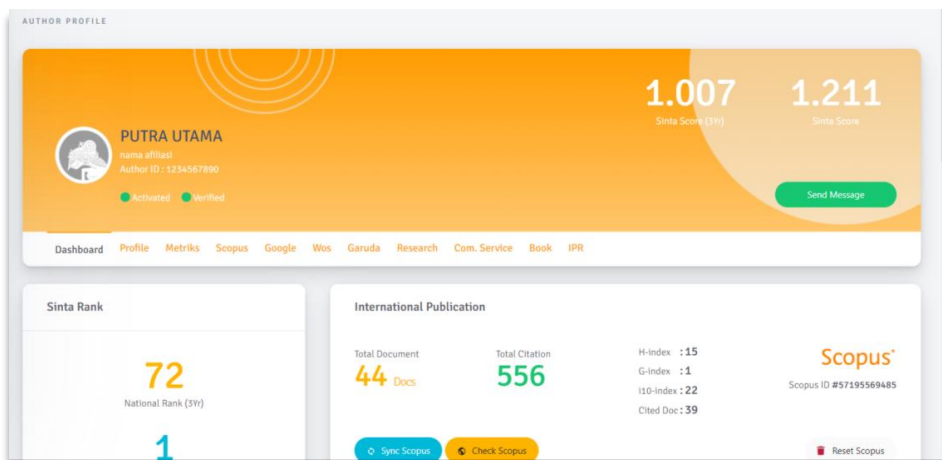 AUTHOR PROFILE
1.007
Sinta Score (3Yr)
1.211
Sinta Score
PUTRA UTAMA
nama afiliasi
Author ID : 1234567890
Activated Verified
Send Message
Dashboard Profile Metriks Scopus Google Wos Garuda Research Com. Service Book IPR
Sinta Rank
72
National Rank (3Yr)
1
International Publication
Total Document
44 Docs
Total Citation
556
H-index : 15
G-index : 1
i10-index : 22
Cited Doc : 39
Scopus
Scopus ID #57195569485
Sync Scopus
Check Scopus
Reset Scopus